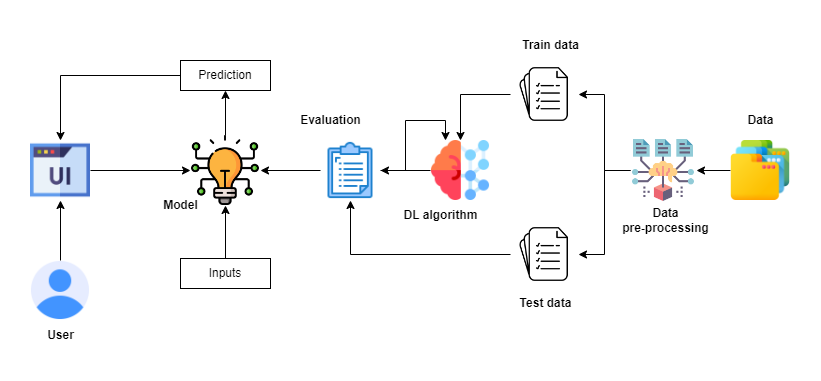 Train data
Prediction
Evaluation
Data
UI
Model
DL algorithm
Data
pre-processing
Inputs
Test data
User